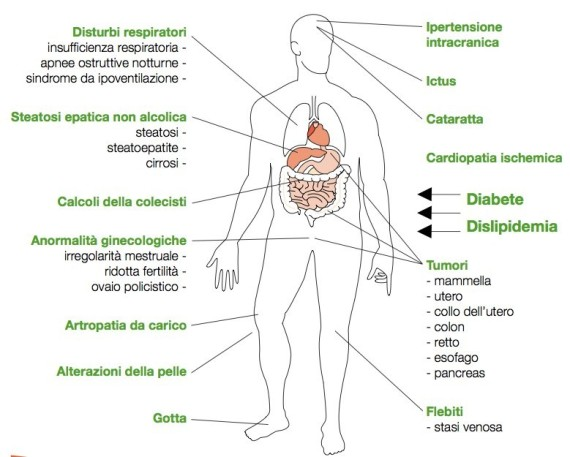 Disturbi respiratori
insufficienza respiratoria -
apnee ostruttive notturne -
sindrome da ipoventilazione -
Steatosi epatica non alcolica
steatosi -
steatoepatite -
cirrosi -
Calcoli della colecisti
Anormalità ginecologiche
irregolarità mestruale -
ridotta fertilità -
ovaio policistico -
Artropatia da carico
Alterazioni della pelle
Gotta
Ipertensione
intracranica
Ictus
Cataratta
Cardiopatia ischemica
Diabete
Dislipidemia
Tumori
- mammella
- utero
- collo dell'utero
- colon
- retto
- esofago
- pancreas
Flebiti
- stasi venosa